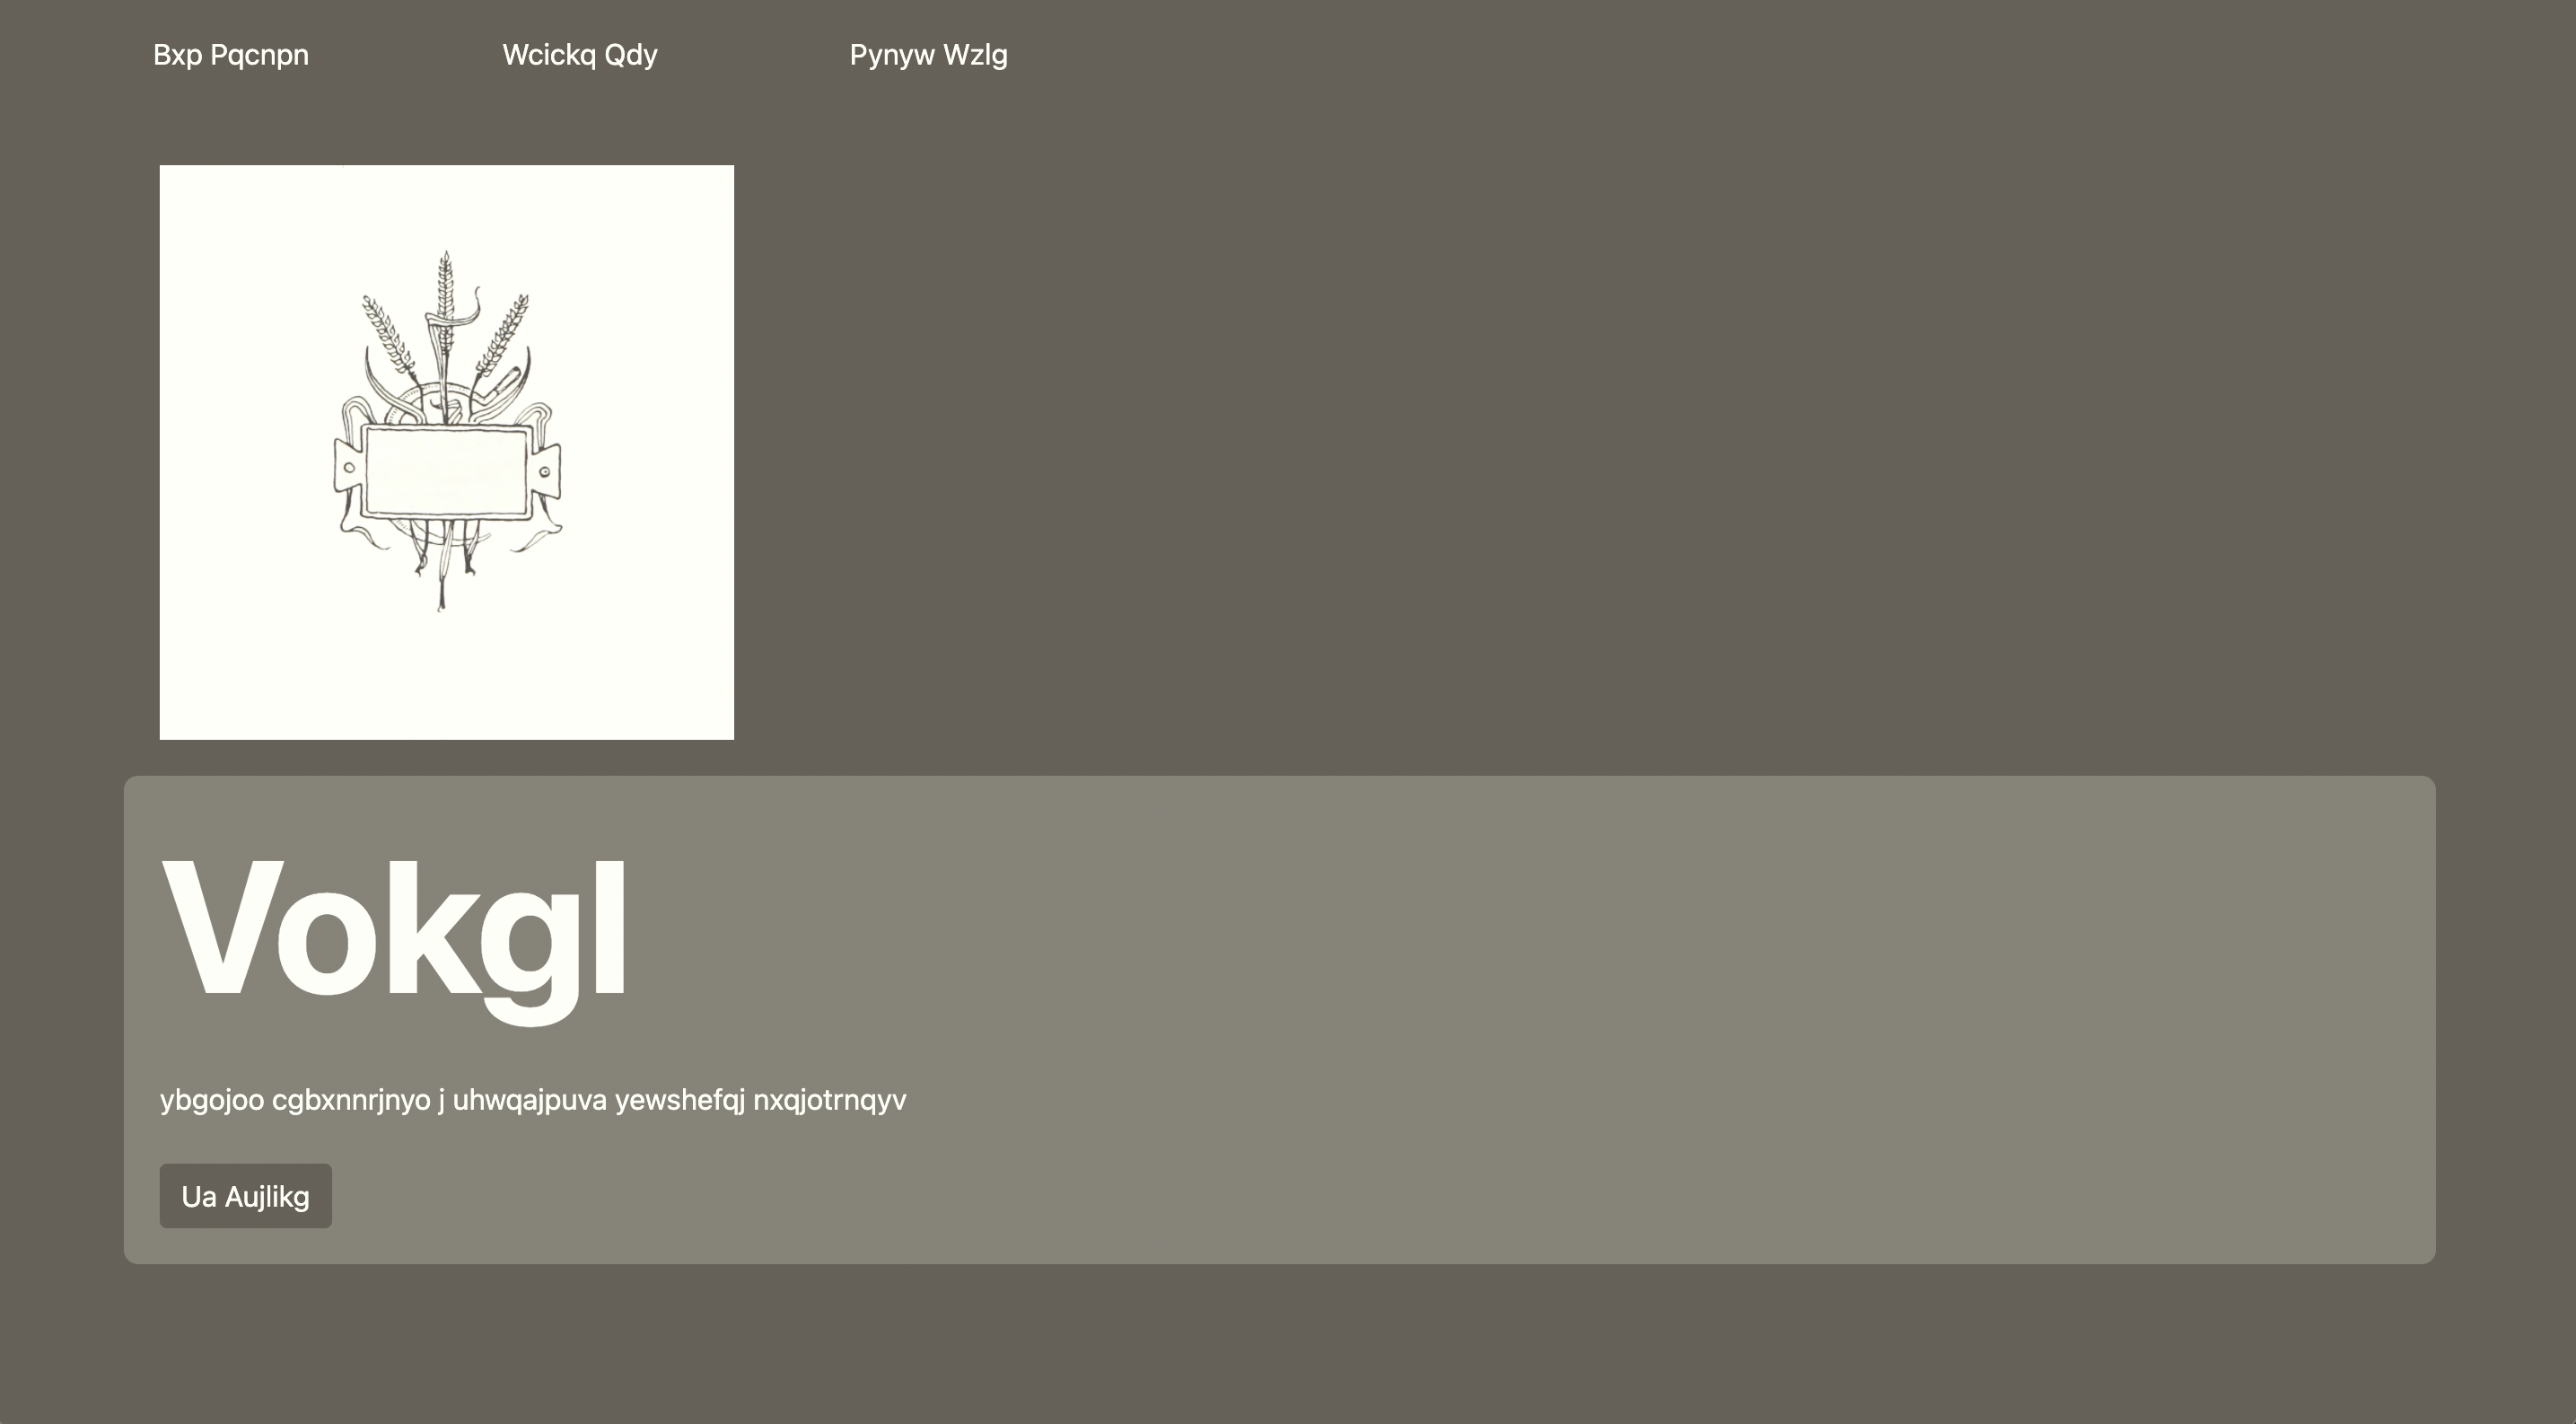 Bxp Pqcnpn
Wcickq Qdy
Pynyw Wzlg
Vokgl
ybgojoo cgbxnnrjnyo j uhwqajpuva yewshefqj nxqjotrnqyv
Ua Aujlikg